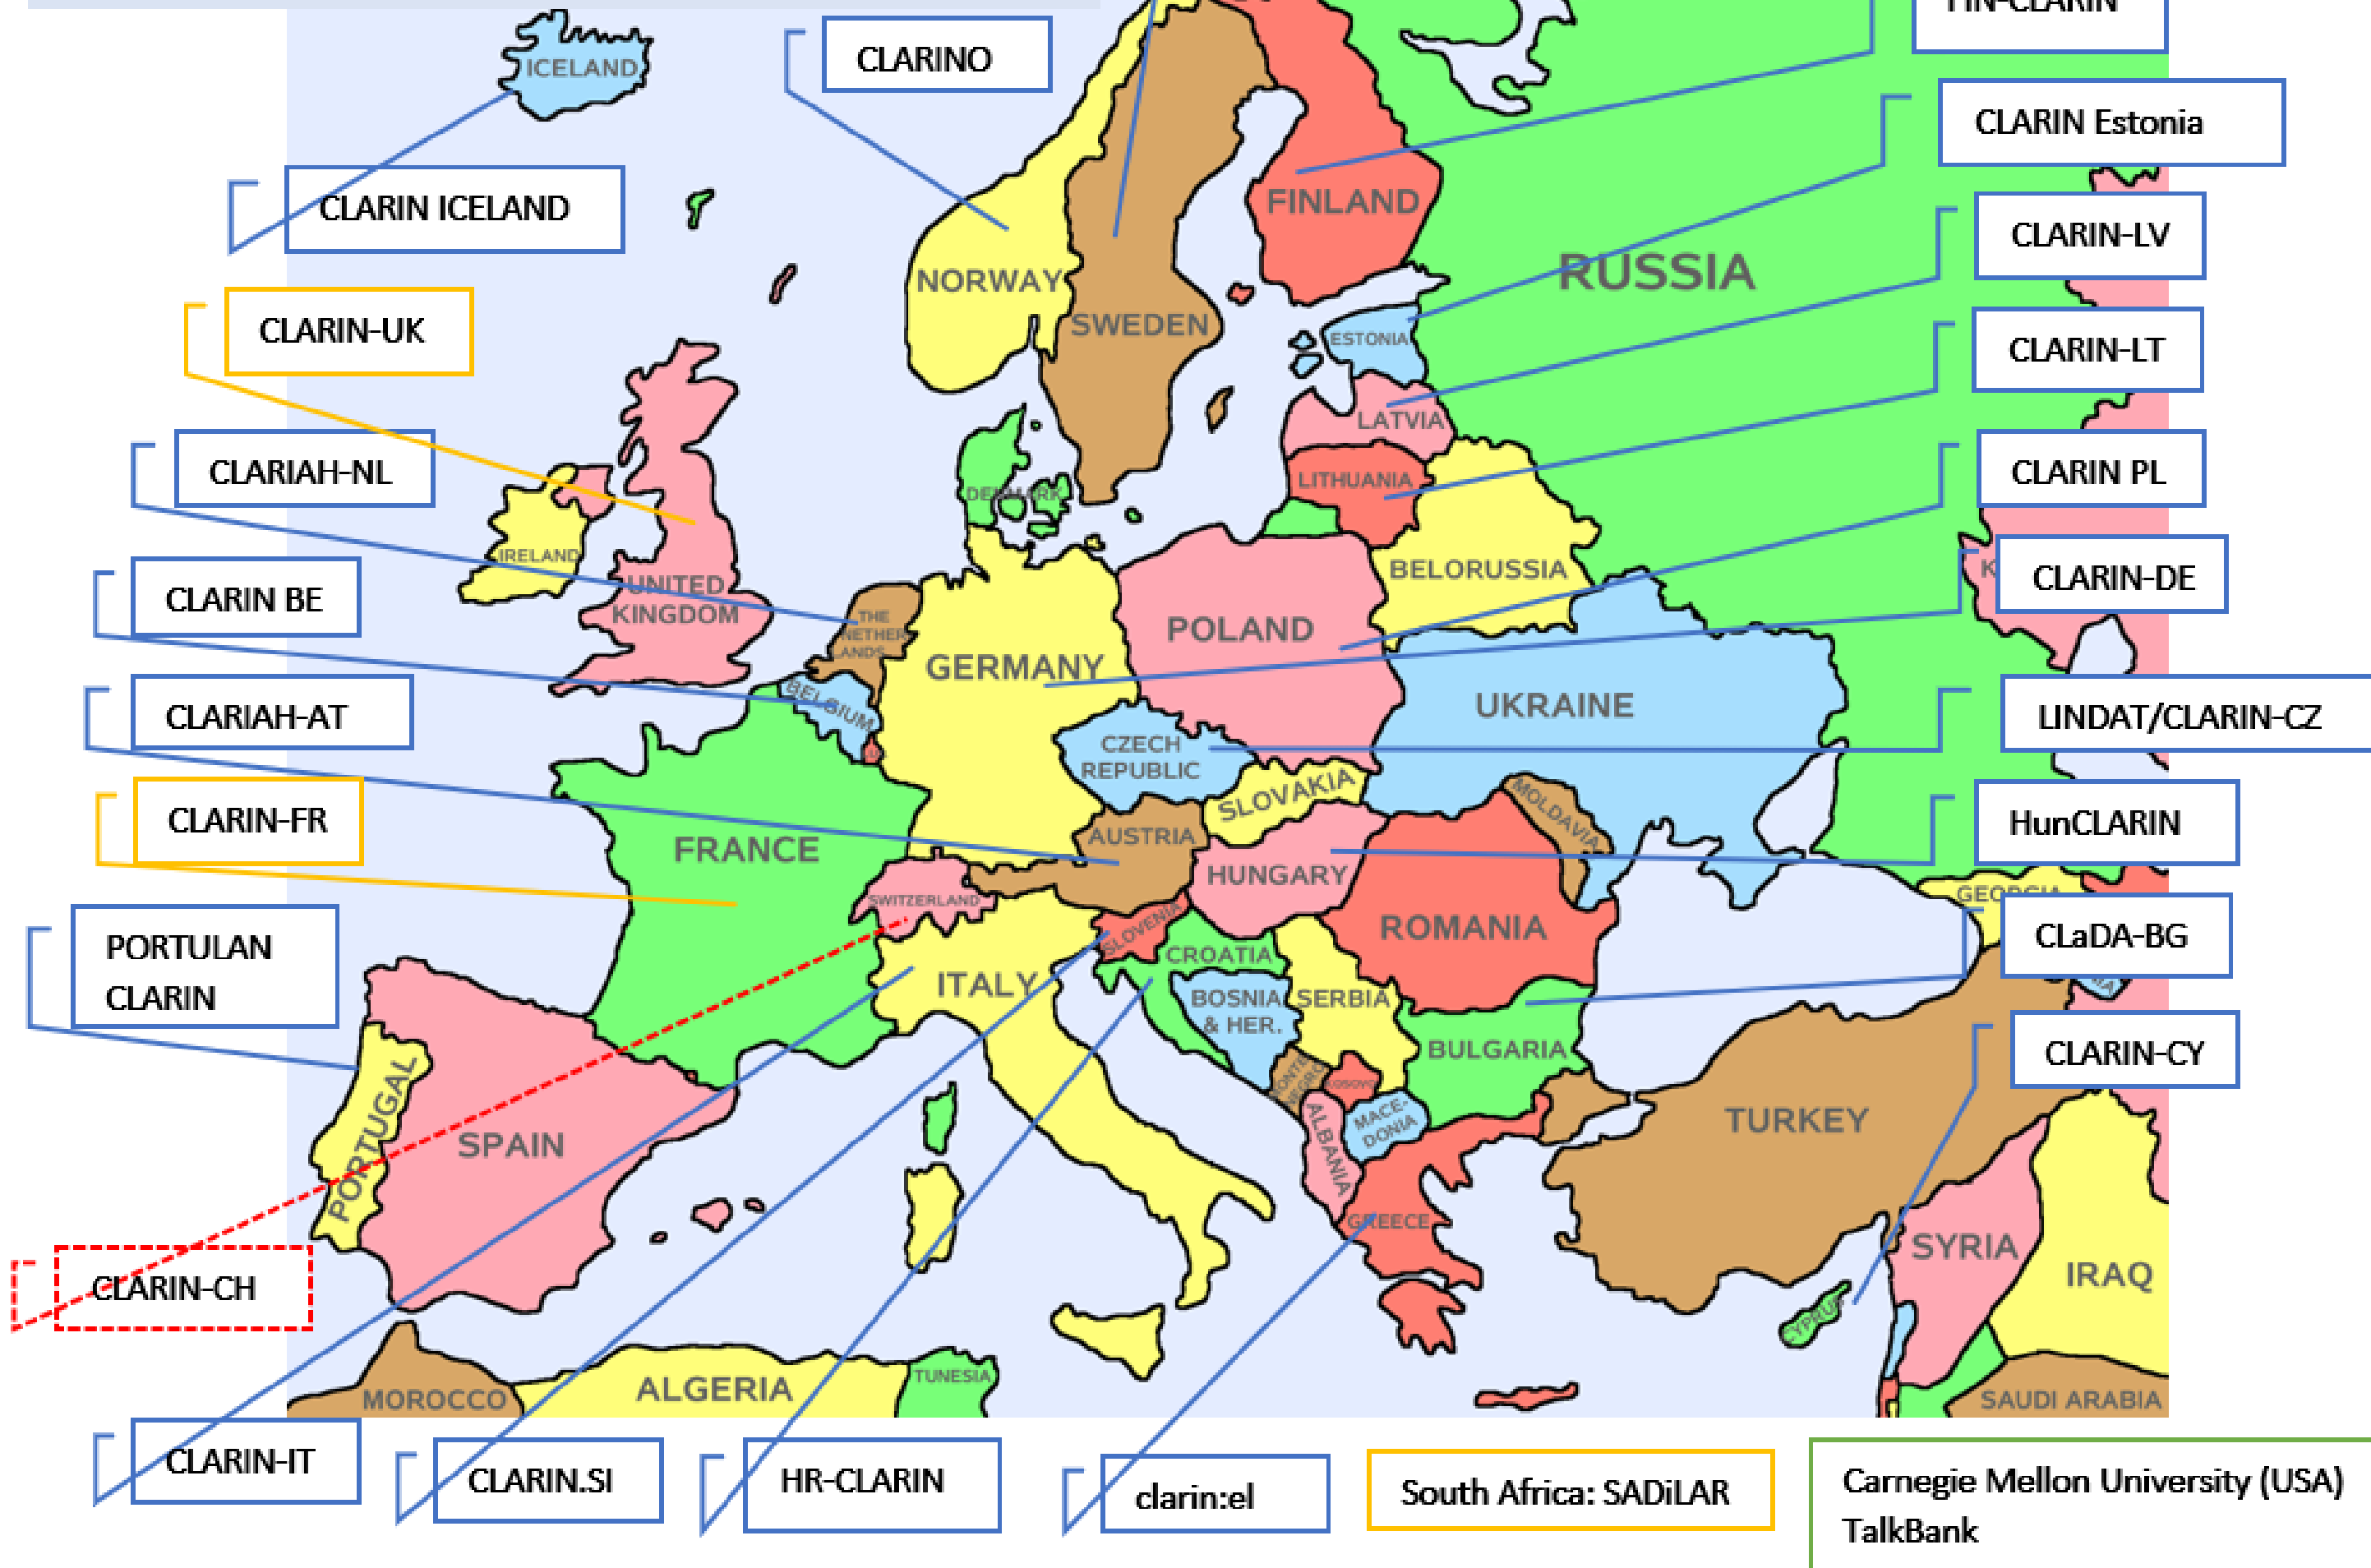 FIN-CLARIN
ICELAND
CLARINO
CLARIN Estonia
CLARIN ICELAND
FINLAND
CLARIN-LV
RUSSIA
NORWAY
CLARIN-UK
SWEDEN
ESTONIA
CLARIN-LT
LATVIA
CLARIAH-NL
LITHUANIA
CLARIN PL
DENMARK
IRELAND
BELORUSSIA
CLARIN-DE
CLARIN BE
UNITED
KINGDOM
THE
NETHER
LANDS
POLAND
GERMANY
BELGIUM
UKRAINE
CLARIAH-AT
LINDAT/CLARIN-CZ
CZECH
REPUBLIC
SLOVAKIA
MOLDAVIA
CLARIN-FR
FRANCE
AUSTRIA
HunCLARIN
HUNGARY
SWITZERLAND
GEORGIA
SLOVENIA
ROMANIA
CLaDA-BG
PORTULAN
CLARIN
CROATIA
ITALY
BOSNIA
& HER.
SERBIA
BULGARIA
CLARIN-CY
MONTE
NEGRO
KOSOVO
MACE-
DONIA
ALBANIA
TURKEY
PORTUGAL
SPAIN
GREECE
SYRIA
IRAQ
CLARIN-CH
CYPRUS
MOROCCO
ALGERIA
TUNESIA
SAUDI ARABIA
CLARIN-IT
CLARIN.SI
HR-CLARIN
clarin:el
South Africa: SADiLAR
Carnegie Mellon University (USA)
TalkBank